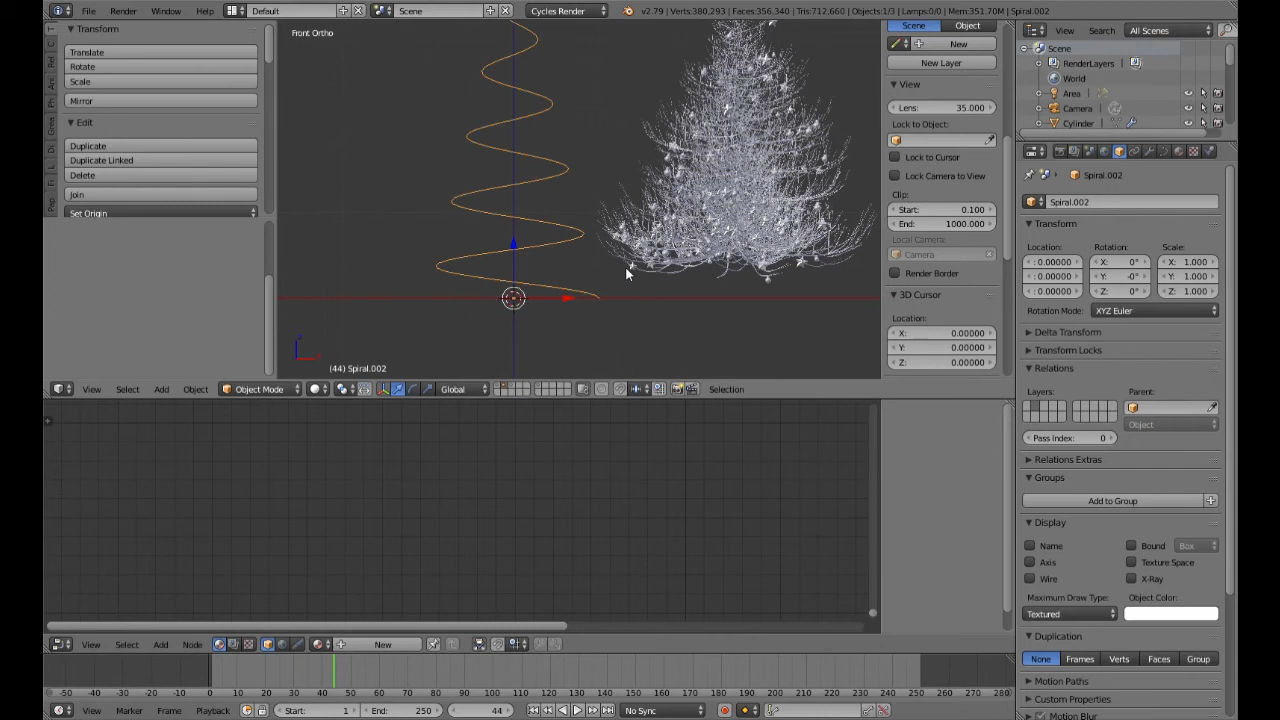 File Render Window Help Default Scene Cycles Render v2.79 | Verts:380,293 | Faces:356,340 | Tris:712,660 | Objects:1/3 | Lamps:0/0 | Mem:351.70M | Spiral.002
Transform
Translate
Rotate
Scale
Mirror
Edit
Duplicate
Duplicate Linked
Delete
Join
Set Origin
Front Ortho
(44) Spiral.002
Scene Object
New
New Layer
View
Lens: 35.000
Lock to Object:
Lock to Cursor
Lock Camera to View
Clip:
Start: 0.100
End: 1000.000
Local Camera:
Camera
Render Border
3D Cursor
Location:
X: 0.00000
Y: 0.00000
Z: 0.00000
View Search All Scenes
Scene
RenderLayers
World
Area
Camera
Cylinder
Spiral.002
Spiral.002
Transform
Location: Rotation: Scale:
: 0.00000 X: 0° X: 1.000
: 0.00000 Y: -0° Y: 1.000
: 0.00000 Z: 0° Z: 1.000
Rotation Mode: XYZ Euler
Delta Transform
Transform Locks
Relations
Layers: Parent:
Object
Pass Index: 0
Relations Extras
Groups
Add to Group
Display
Name Bound Box
Axis Texture Space
Wire X-Ray
Maximum Draw Type: Object Color:
Textured
Duplication
None Frames Verts Faces Group
Motion Paths
Custom Properties
Motion Blur
View Select Add Object Object Mode Global Selection
View Select Add Node New
-50 -40 -30 -20 -10 0 10 20 30 40 50 60 70 80 90 100 110 120 130 140 150 160 170 180 190 200 210 220 230 240 250 260 270 280
View Marker Frame Playback Start: 1 End: 250 44 No Sync